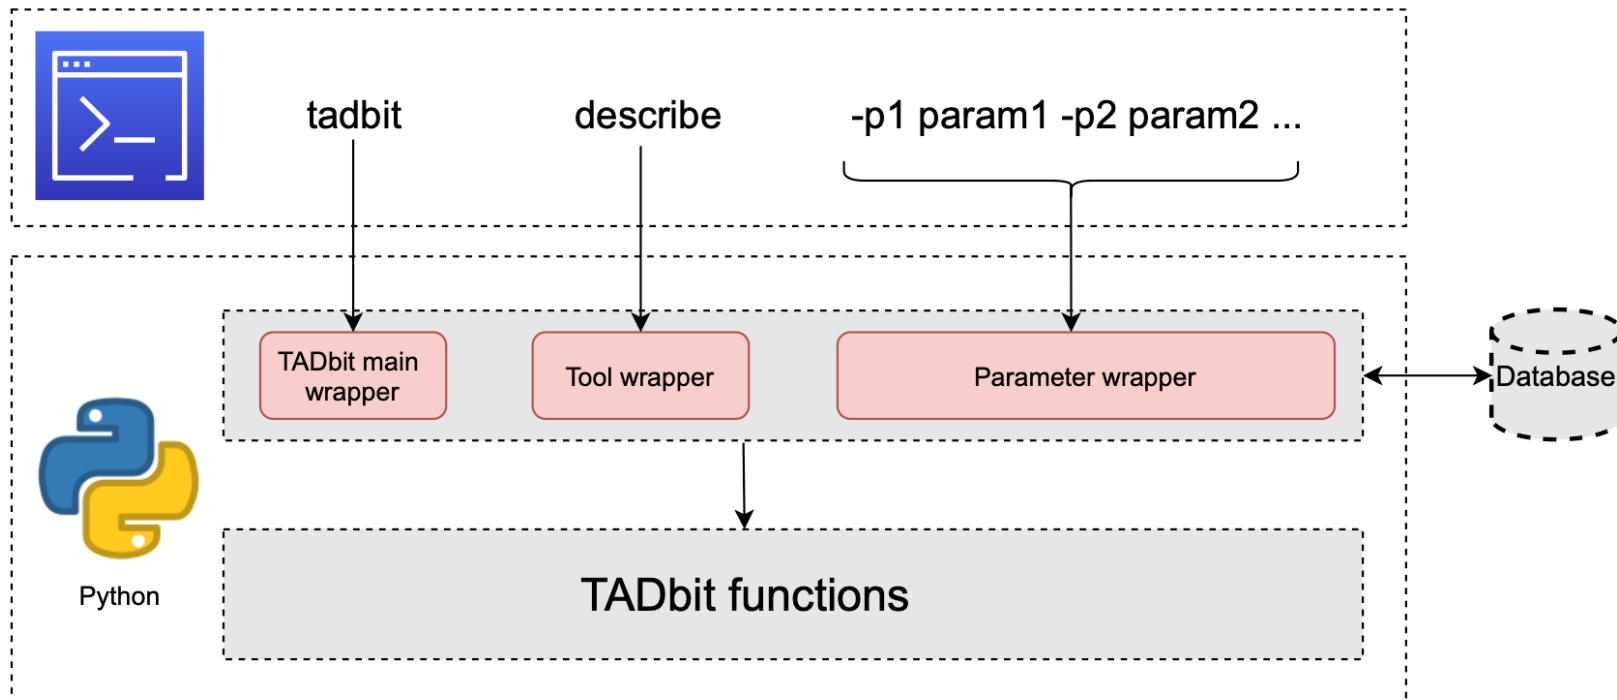 tadbit
describe
-p1 param1 -p2 param2 ...
TADbit main
wrapper
Tool wrapper
Parameter wrapper
Database
Python
TADbit functions